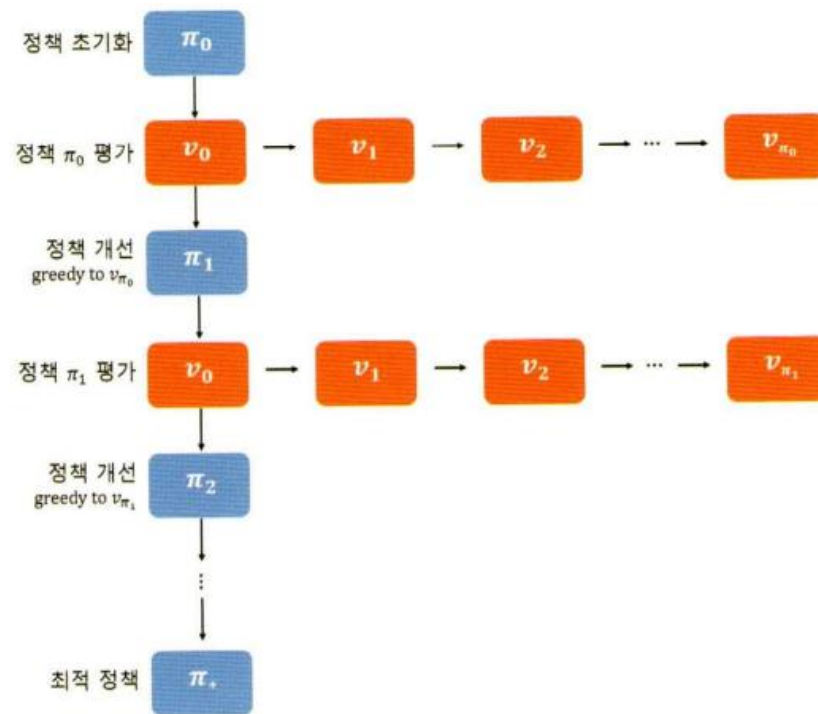 정책 초기화 π₀
정책 π₀ 평가 v₀ v₁ v₂ ... v_π₀
정책 개선 π₁
greedy to v_π₀
정책 π₁ 평가 v₀ v₁ v₂ ... v_π₁
정책 개선 π₂
greedy to v_π₁
⋮
최적 정책 π⁎